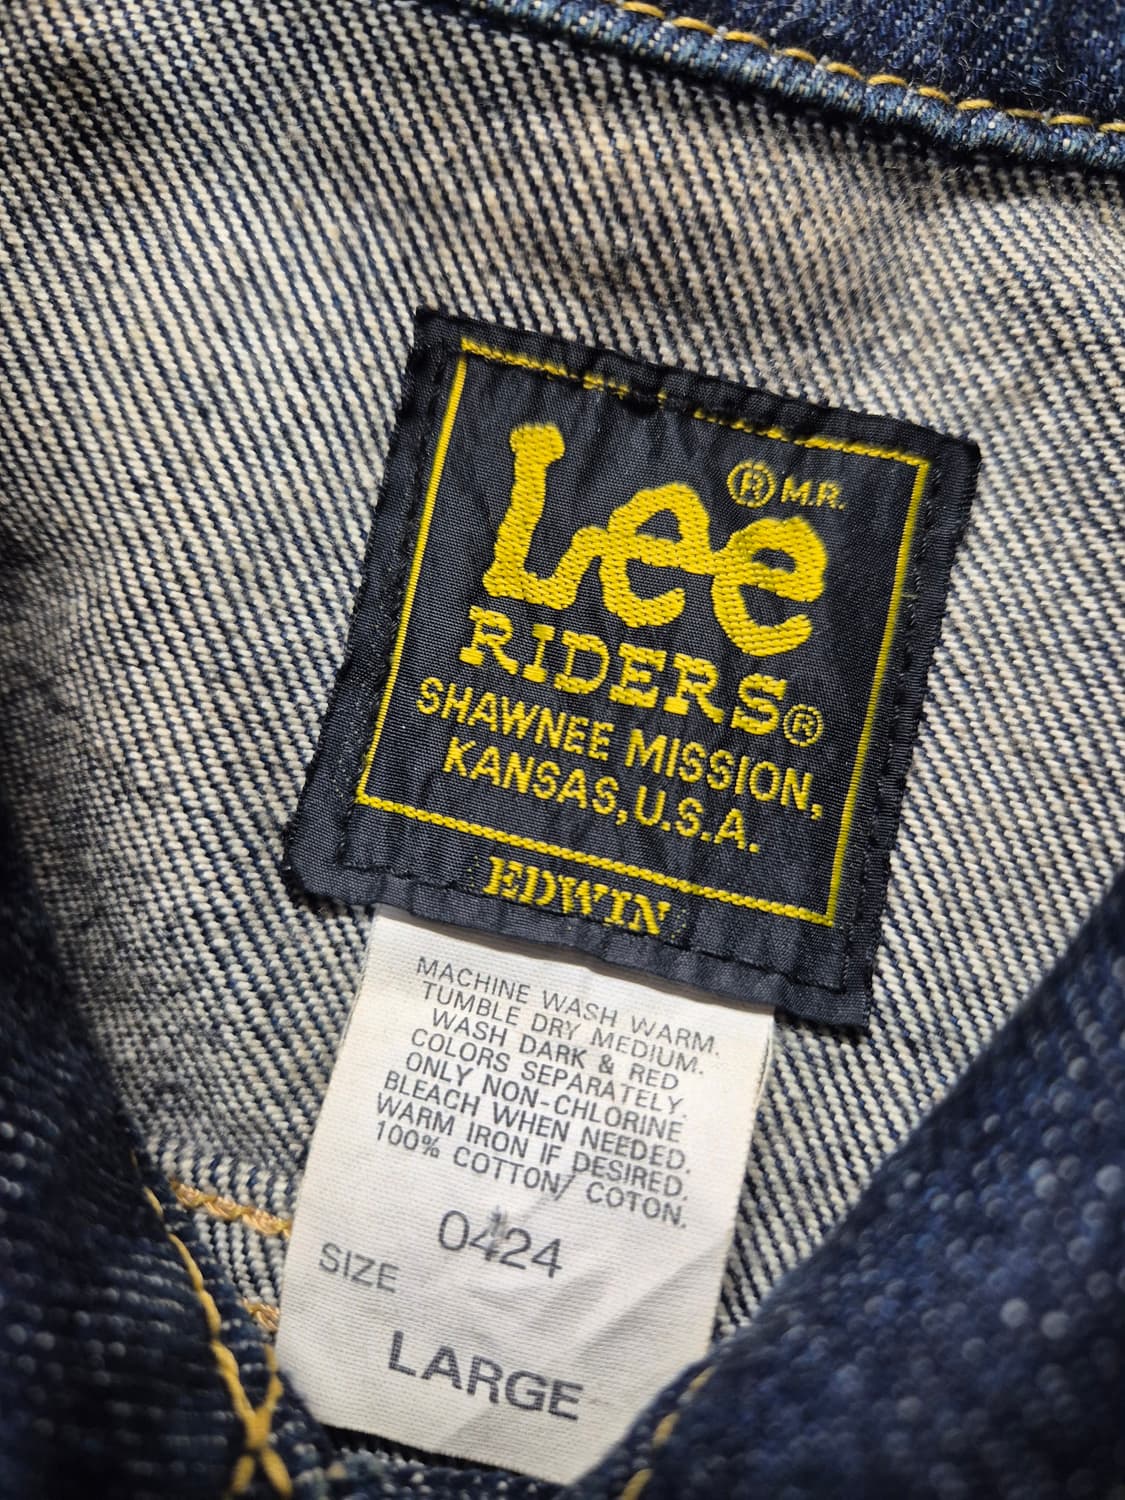 Lee ® M.R.
RIDERS®
SHAWNEE MISSION,
KANSAS, U.S.A.
EDWIN
MACHINE WASH WARM.
TUMBLE DRY MEDIUM.
WASH DARK & RED
COLORS SEPARATELY.
ONLY NON-CHLORINE
BLEACH WHEN NEEDED.
WARM IRON IF DESIRED.
100% COTTON/ COTON.
0424
SIZE
LARGE